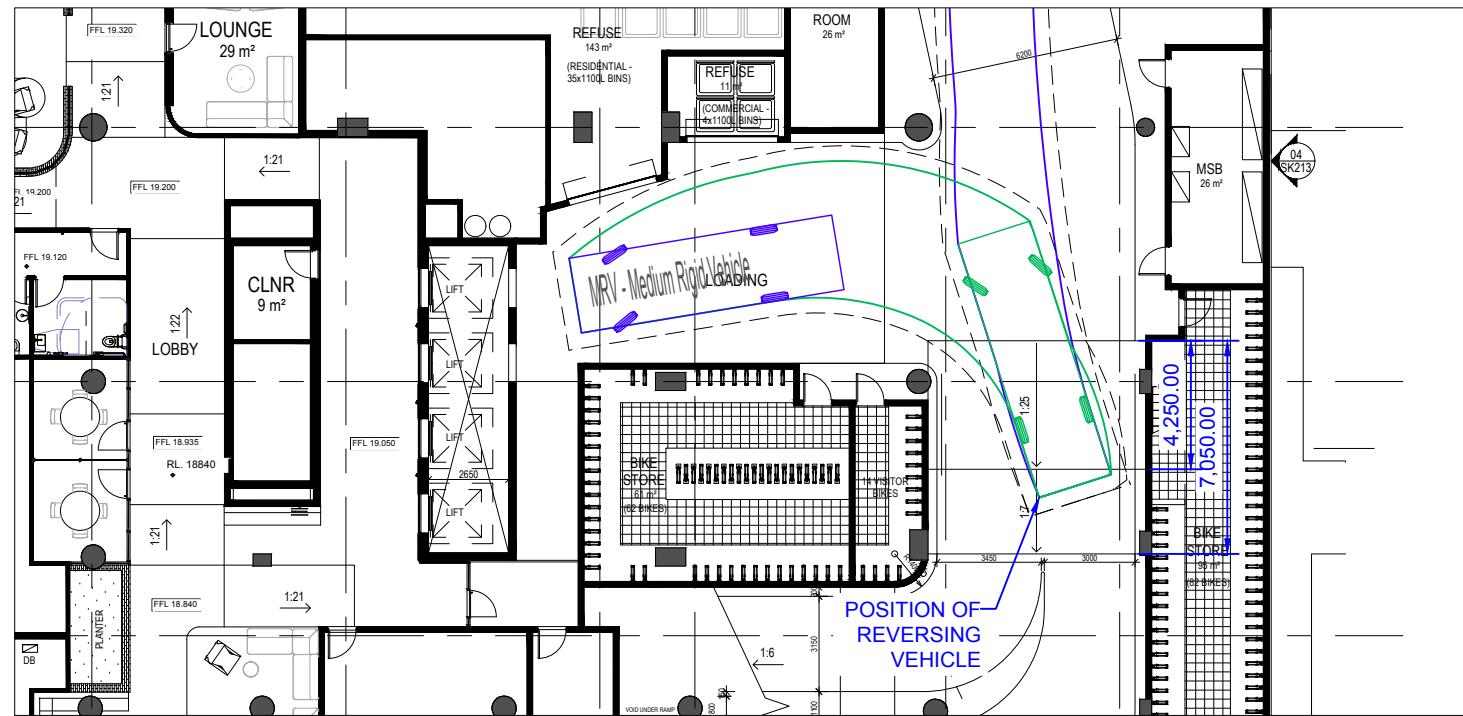 FFL 19.320
LOUNGE
29 m²
1:21
REFUSE
143 m²
(RESIDENTIAL -
35x1100L BINS)
ROOM
26 m²
REFUSE
11 m²
(COMMERCIAL -
4x1100L BINS)
6200
1:21
FFL 19.200
MSB
26 m²
04
SK213
19.200
21
FFL 19.120
CLNR
9 m²
LIFT
MRV - Medium Rigid Vehicle
LOADING
1:22
LOBBY
LIFT
1:25
4,250.00
7,050.00
LIFT
FFL 18.935
FFL 19.050
RL. 18840
2650
LIFT
BIKE
STORE
61 m²
(62 BIKES)
14 VISITOR
BIKES
1:7
1:21
BIKE
STORE
(82 BIKES)
3450
3000
FFL 18.840
1:21
POSITION OF
REVERSING
VEHICLE
PLANTER
3150
1:6
DB
VOID UNDER RAMP
800
1100